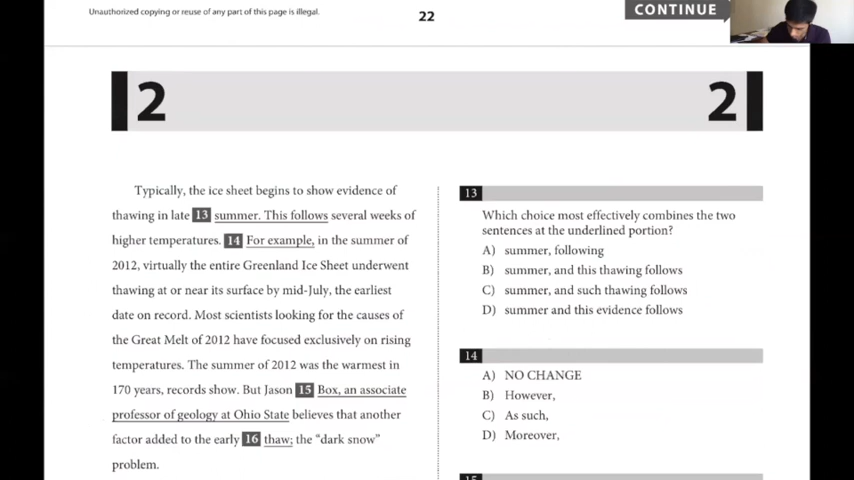 Unauthorized copying or reuse of any part of this page is illegal.
22
CONTINUE
2
2
Typically, the ice sheet begins to show evidence of
thawing in late 13 summer. This follows several weeks of
higher temperatures. 14 For example, in the summer of
2012, virtually the entire Greenland Ice Sheet underwent
thawing at or near its surface by mid-July, the earliest
date on record. Most scientists looking for the causes of
the Great Melt of 2012 have focused exclusively on rising
temperatures. The summer of 2012 was the warmest in
170 years, records show. But Jason 15 Box, an associate
professor of geology at Ohio State believes that another
factor added to the early 16 thaw; the “dark snow”
problem.
13
Which choice most effectively combines the two
sentences at the underlined portion?
A) summer, following
B) summer, and this thawing follows
C) summer, and such thawing follows
D) summer and this evidence follows
14
A) NO CHANGE
B) However,
C) As such,
D) Moreover,
15